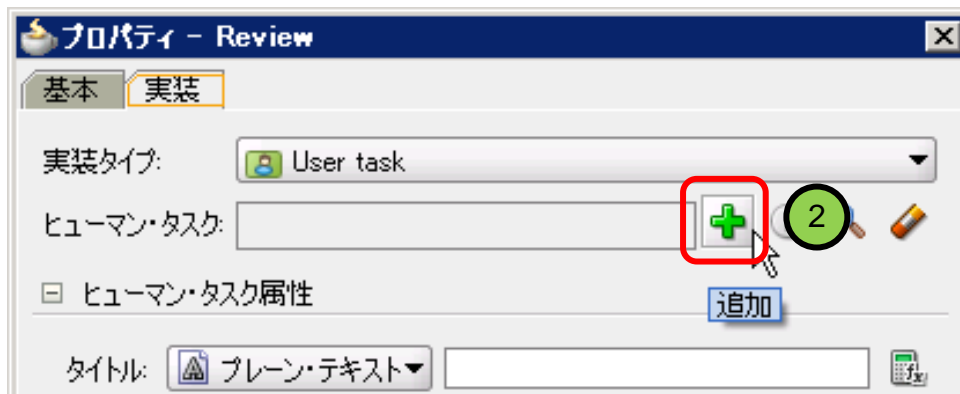 プロパティ - Review
基本 実装
実装タイプ: User task
ヒューマン・タスク: 2
ヒューマン・タスク属性
追加
タイトル: プレーン・テキスト